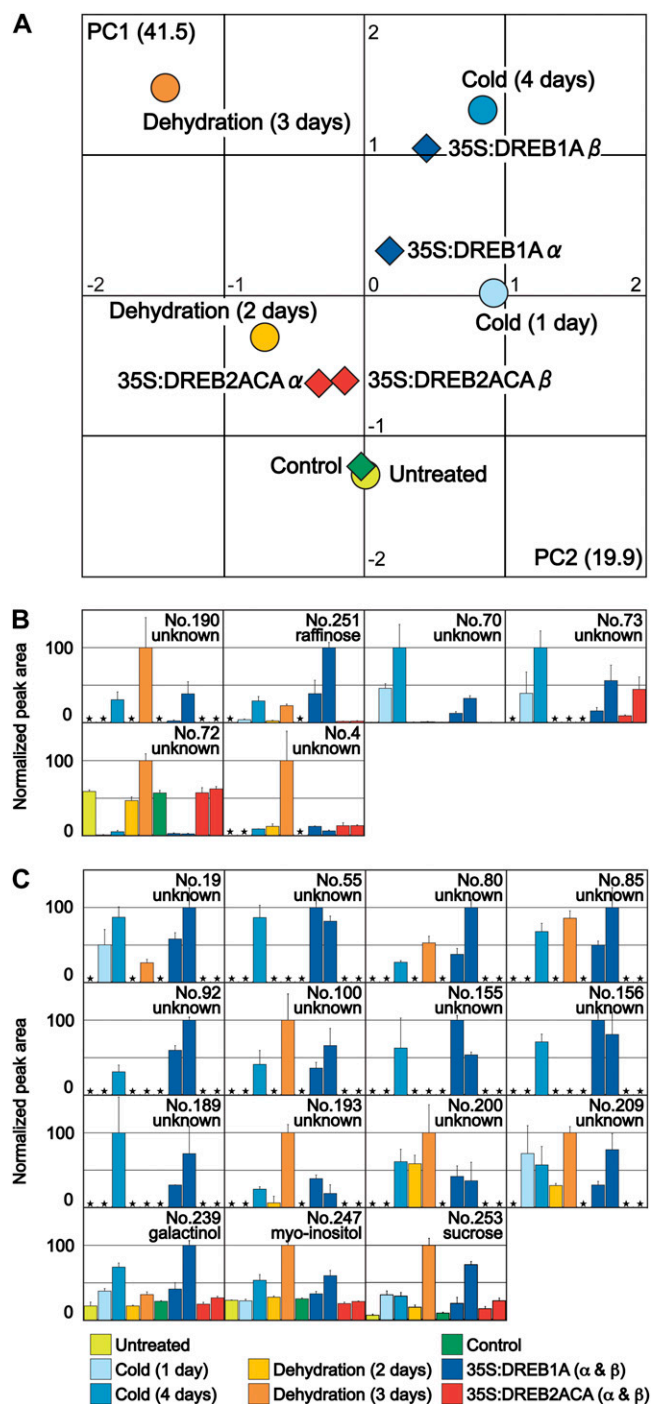 A
PC1 (41.5)
2
Cold (4 days)
Dehydration (3 days)
35S:DREB1A β
1
35S:DREB1A α
-2
-1
0
1
2
Dehydration (2 days)
Cold (1 day)
35S:DREB2ACA α
35S:DREB2ACA β
-1
Control
Untreated
-2
PC2 (19.9)
B
Normalized peak area
100
0
No.190
unknown
No.251
raffinose
No.70
unknown
No.73
unknown
100
0
No.72
unknown
No.4
unknown
C
Normalized peak area
100
0
No.19
unknown
No.55
unknown
No.80
unknown
No.85
unknown
100
0
No.92
unknown
No.100
unknown
No.155
unknown
No.156
unknown
100
0
No.189
unknown
No.193
unknown
No.200
unknown
No.209
unknown
100
0
No.239
galactinol
No.247
myo-inositol
No.253
sucrose
Untreated
Control
Cold (1 day)
Dehydration (2 days)
35S:DREB1A (α & β)
Cold (4 days)
Dehydration (3 days)
35S:DREB2ACA (α & β)